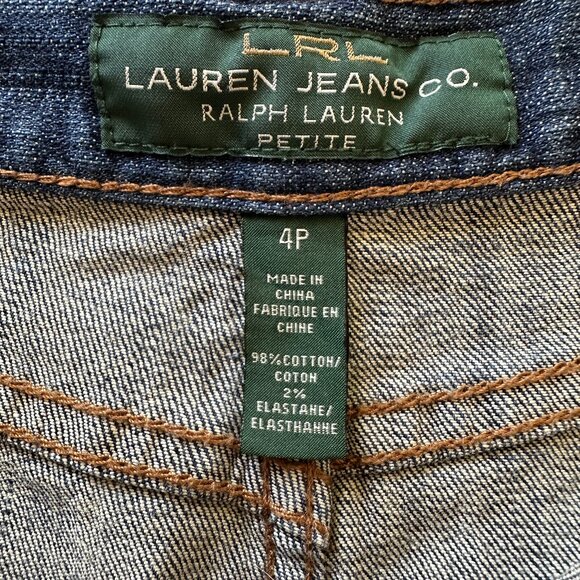 LRL
LAUREN JEANS CO.
RALPH LAUREN
PETITE
4P
MADE IN
CHINA
FABRIQUE EN
CHINE
98% COTTON/
COTON
2%
ELASTANE/
ELASTHANNE